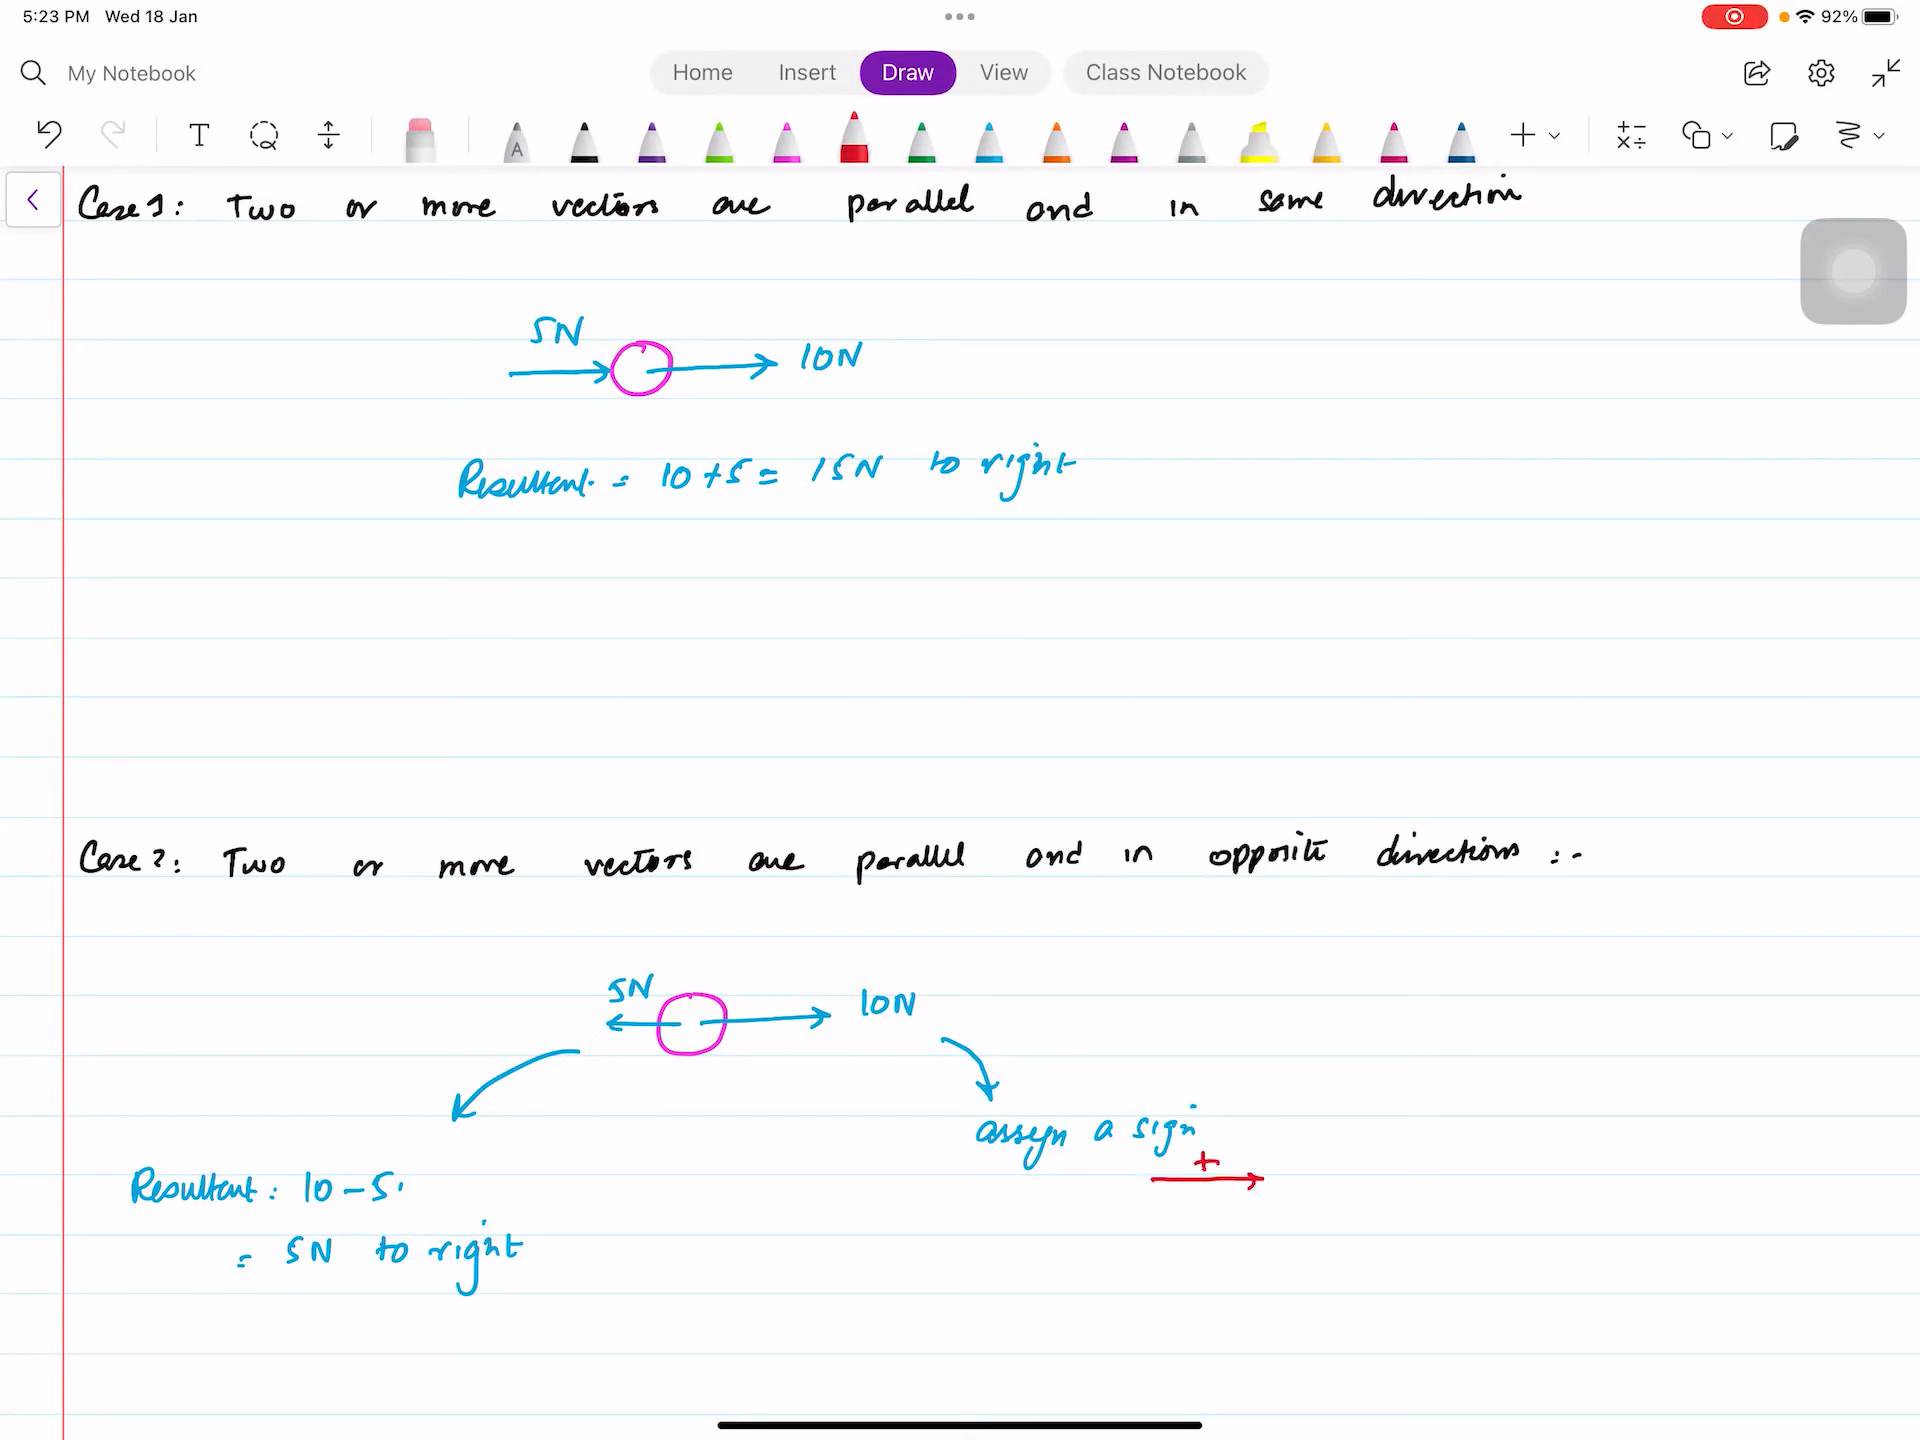 5:23 PM Wed 18 Jan
92%
My Notebook
Home Insert Draw View Class Notebook
T A
Case 1: Two or more vectors are parallel and in same direction
5N
10N
Resultant = 10 + 5 = 15N to right
Case 2: Two or more vectors are parallel and in opposite directions :-
5N
10N
assign a sign
+
Resultant: 10 - 5
= 5N to right